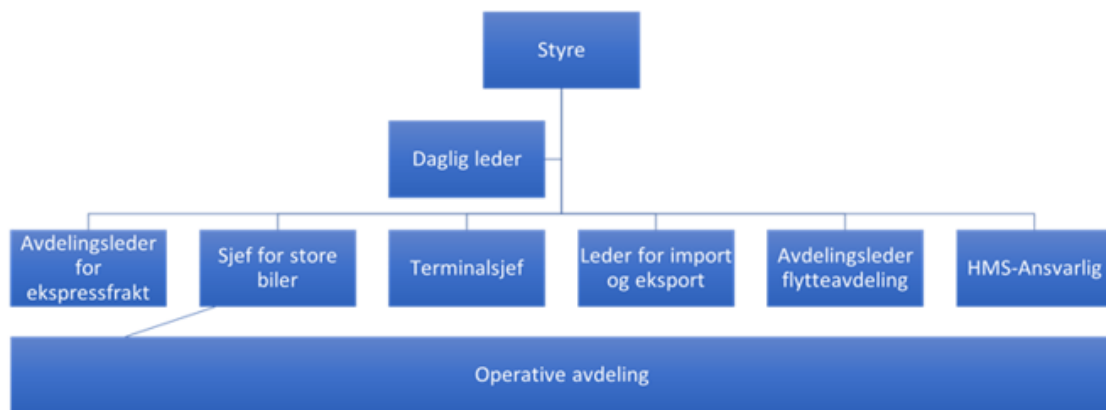 Styre
Daglig leder
Avdelingsleder
for
ekspressfrakt
Sjef for store
biler
Terminalsjef
Leder for import
og eksport
Avdelingsleder
flytteavdeling
HMS-Ansvarlig
Operative avdeling